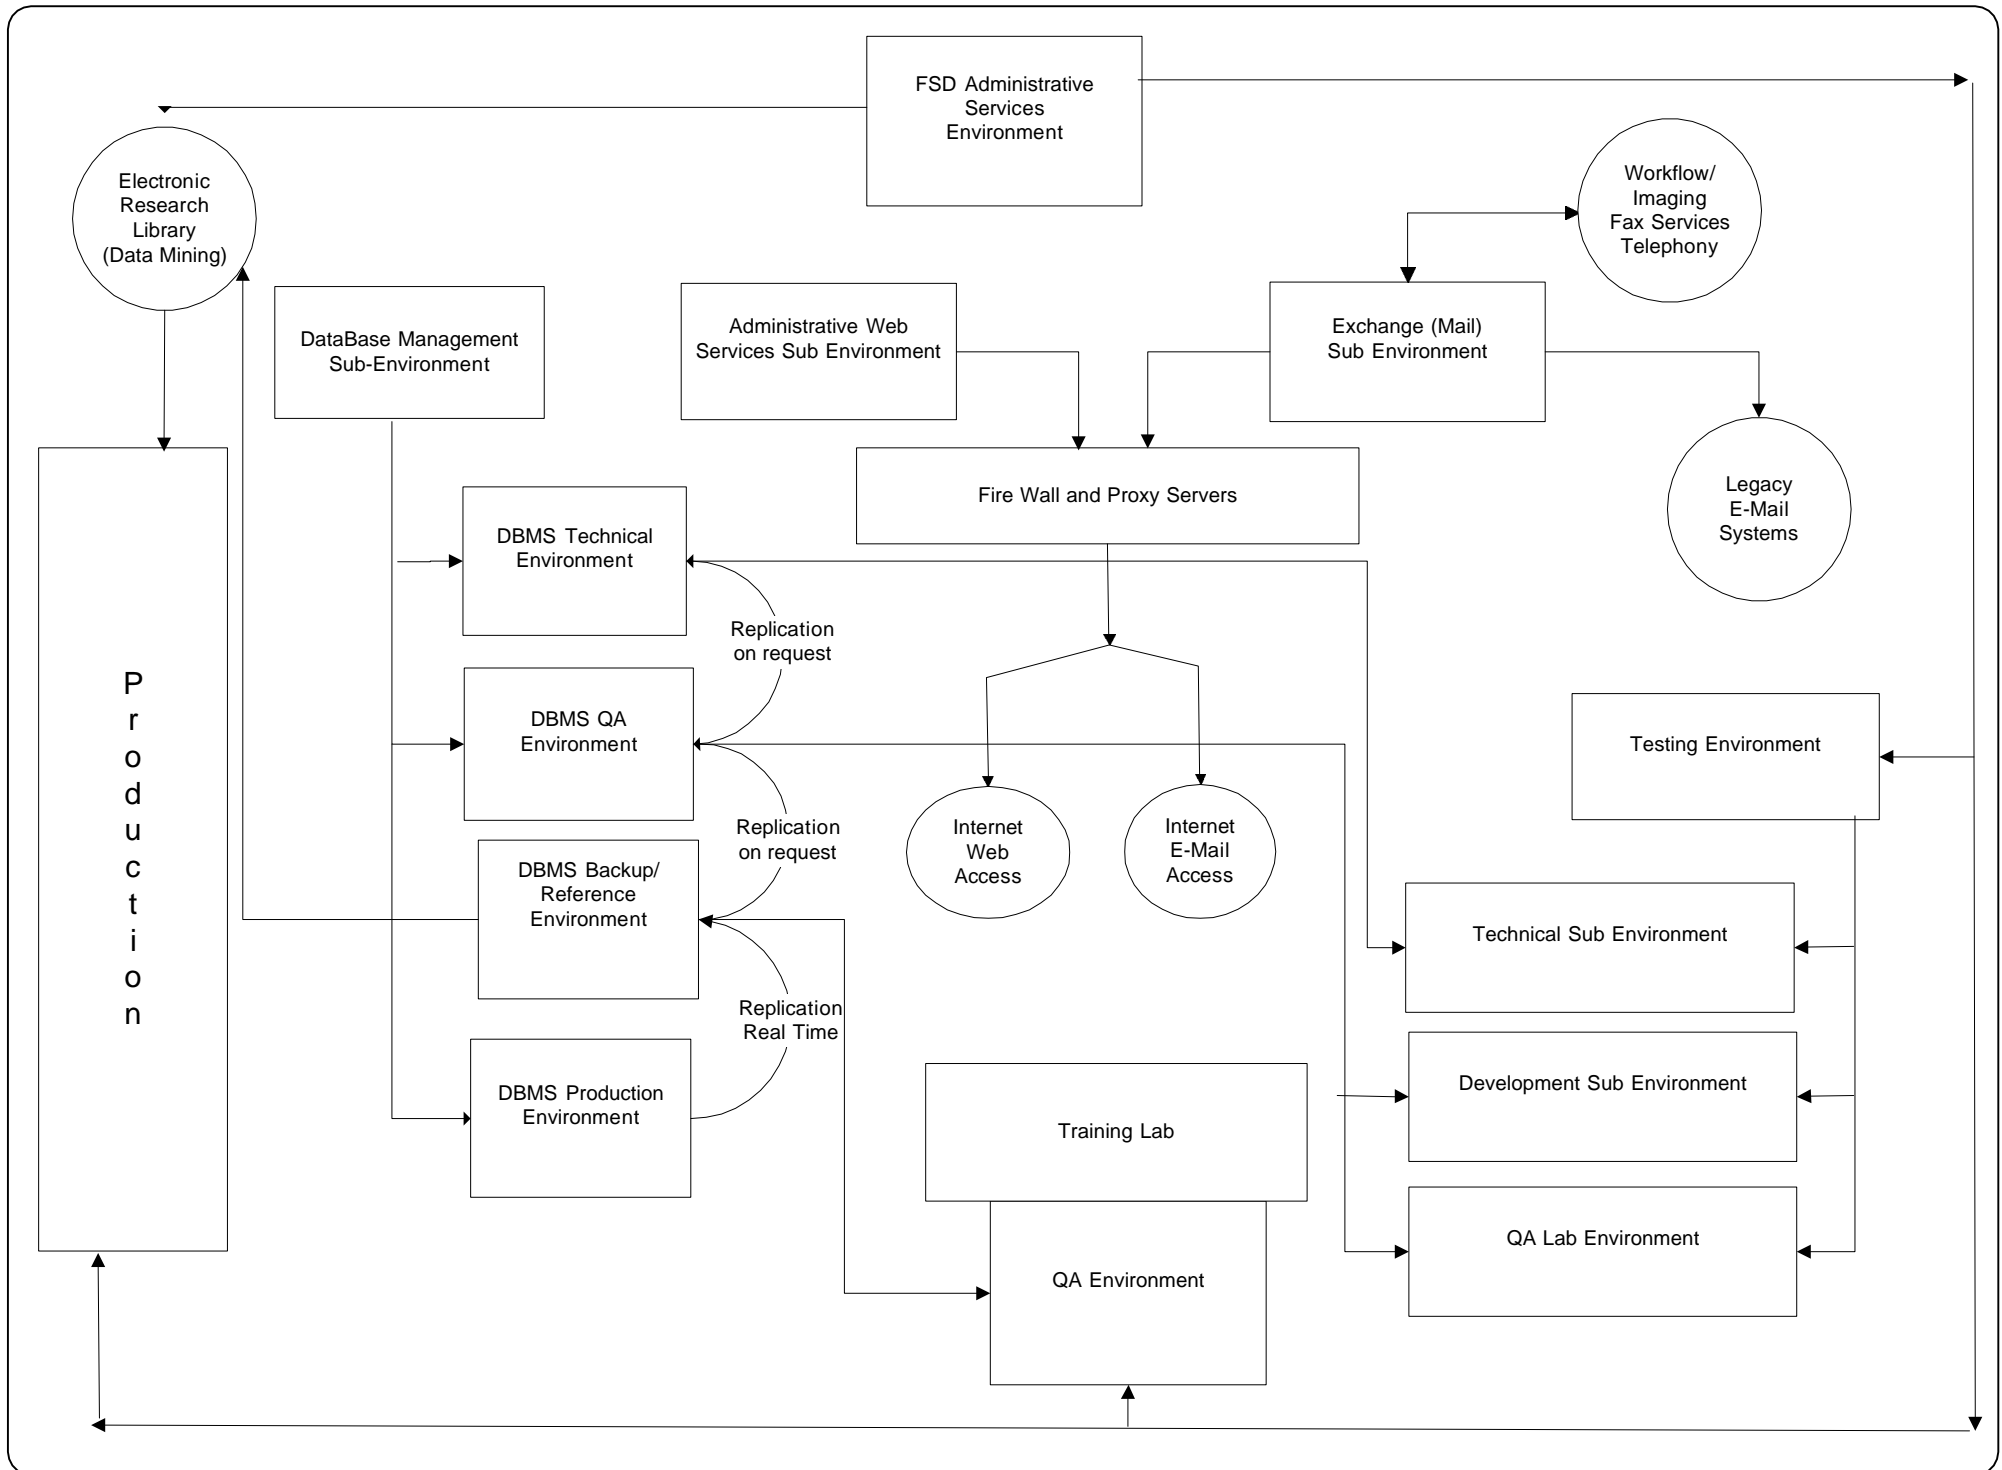 FSD Administrative
Services
Environment
Electronic
Research
Library
(Data Mining)
Workflow/
Imaging
Fax Services
Telephony
DataBase Management
Sub-Environment
Administrative Web
Services Sub Environment
Exchange (Mail)
Sub Environment
Fire Wall and Proxy Servers
Legacy
E-Mail
Systems
DBMS Technical
Environment
Replication
on request
P
r
o
d
u
c
t
i
o
n
DBMS QA
Environment
Testing Environment
Replication
on request
Internet
Web
Access
Internet
E-Mail
Access
DBMS Backup/
Reference
Environment
Technical Sub Environment
Replication
Real Time
DBMS Production
Environment
Training Lab
Development Sub Environment
QA Environment
QA Lab Environment